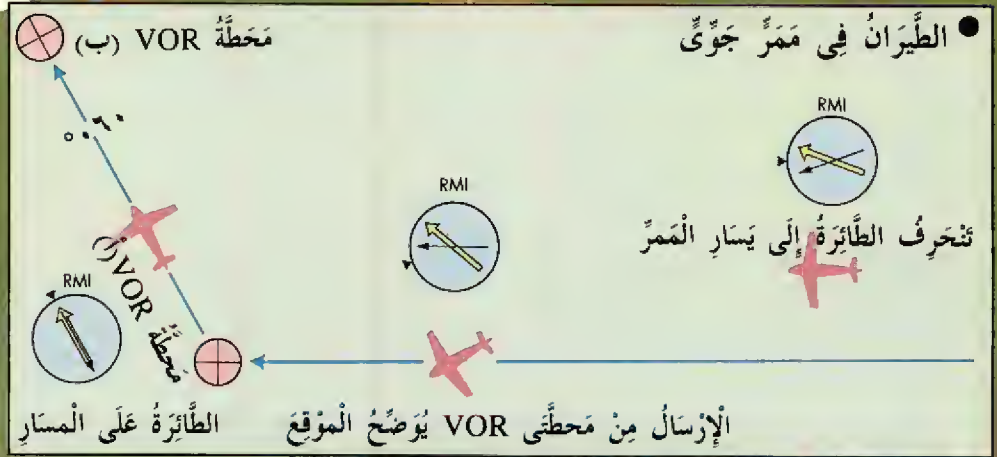 ● الطَّيَرَانُ فِى مَمَرٍّ جَوِّىٍّ
مَحَطَّةُ VOR (ب)
RMI
٠٦٠°
RMI
تَنْحَرِفُ الطَّائِرَةُ إِلَى يَسَارِ الْمَمَرِّ
مَحَطَّةُ VOR (أ)
RMI
الْإِرْسَالُ مِنْ مَحَطَّتَى VOR يُوَضِّحُ الْمَوْقِعَ
الطَّائِرَةُ عَلَى الْمسَارِ